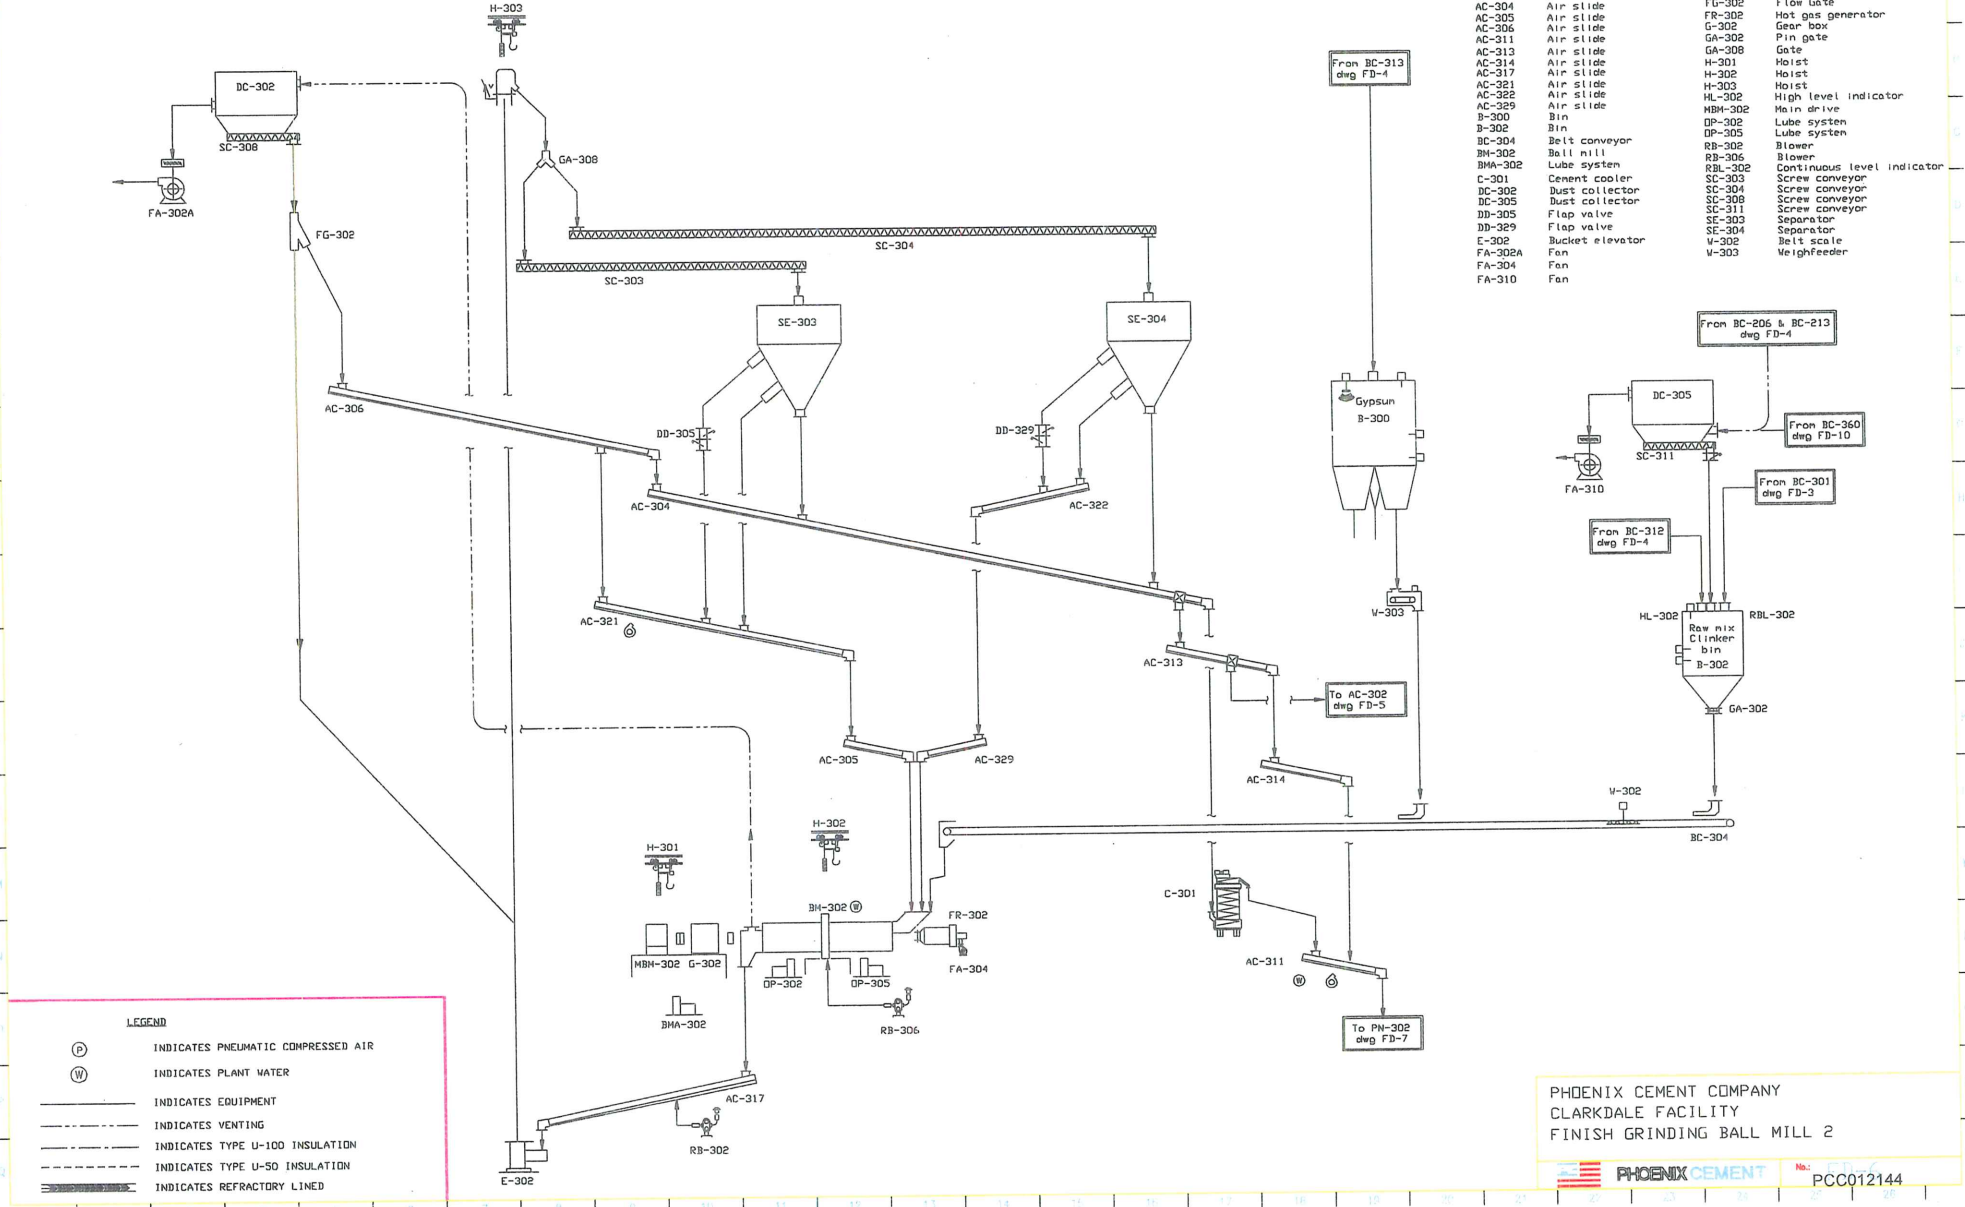 H-303
DC-302
SC-308
FA-302A
FG-302
GA-308
SC-304
SC-303
SE-303
SE-304
AC-306
DD-305
DD-329
AC-304
AC-322
AC-321
AC-305
AC-329
From BC-313
dwg FD-4
Gypsum
B-300
W-303
AC-313
To AC-302
dwg FD-5
AC-314
AC-304 Air slide
AC-305 Air slide
AC-306 Air slide
AC-311 Air slide
AC-313 Air slide
AC-314 Air slide
AC-317 Air slide
AC-321 Air slide
AC-322 Air slide
AC-329 Air slide
B-300 Bin
B-302 Bin
BC-304 Belt conveyor
BM-302 Ball mill
BMA-302 Lube system
C-301 Cement cooler
DC-302 Dust collector
DC-305 Dust collector
DD-305 Flap valve
DD-329 Flap valve
E-302 Bucket elevator
FA-302A Fan
FA-304 Fan
FA-310 Fan
FG-302 Flow Gate
FR-302 Hot gas generator
G-302 Gear box
GA-302 Pin gate
GA-308 Gate
H-301 Hoist
H-302 Hoist
H-303 Hoist
HL-302 High level indicator
MBM-302 Main drive
OP-302 Lube system
OP-305 Lube system
RB-302 Blower
RB-306 Blower
RBL-302 Continuous level indicator
SC-303 Screw conveyor
SC-304 Screw conveyor
SC-308 Screw conveyor
SC-311 Screw conveyor
SE-303 Separator
SE-304 Separator
W-302 Belt scale
W-303 Weighfeeder
From BC-206 & BC-213
dwg FD-4
DC-305
From BC-360
dwg FD-10
SC-311
FA-310
From BC-301
dwg FD-3
From BC-312
dwg FD-4
HL-302
RBL-302
Raw mix
Clinker
bin
B-302
GA-302
W-302
BC-304
H-302
H-301
BM-302 W
C-301
FR-302
FA-304
MBM-302 G-302
OP-302 OP-305
BMA-302
RB-306
AC-311
W
To PN-302
dwg FD-7
AC-317
RB-302
E-302
LEGEND
P INDICATES PNEUMATIC COMPRESSED AIR
W INDICATES PLANT WATER
INDICATES EQUIPMENT
INDICATES VENTING
INDICATES TYPE U-100 INSULATION
INDICATES TYPE U-50 INSULATION
INDICATES REFRACTORY LINED
PHOENIX CEMENT COMPANY
CLARKDALE FACILITY
FINISH GRINDING BALL MILL 2
PHOENIX CEMENT
No.: FD-6
PCC012144